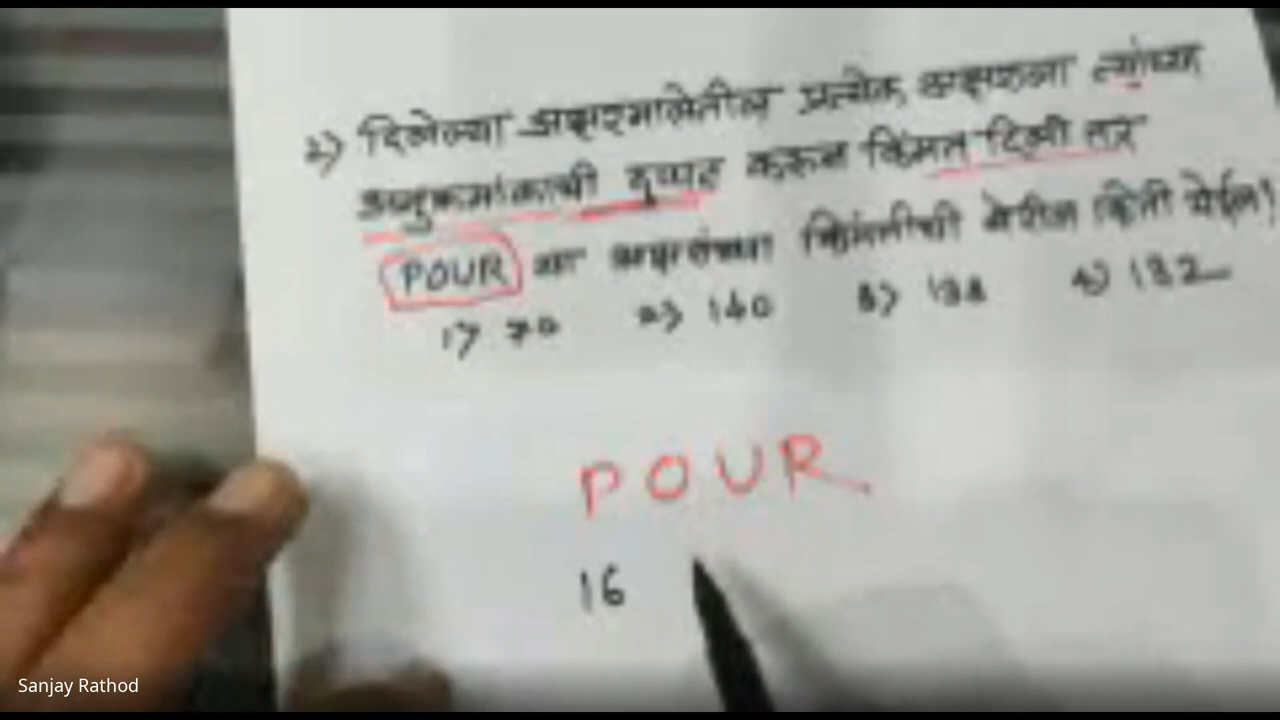 2) दिलेल्या अक्षरमालेतील प्रत्येक अक्षराला त्यांच्या
अनुक्रमांकाची दुप्पट करून किंमत दिली तर
POUR या अक्षरांच्या किंमतीची बेरीज किती येईल!
1) 70 2) 140 3) 138 4) 132
POUR
16
Sanjay Rathod